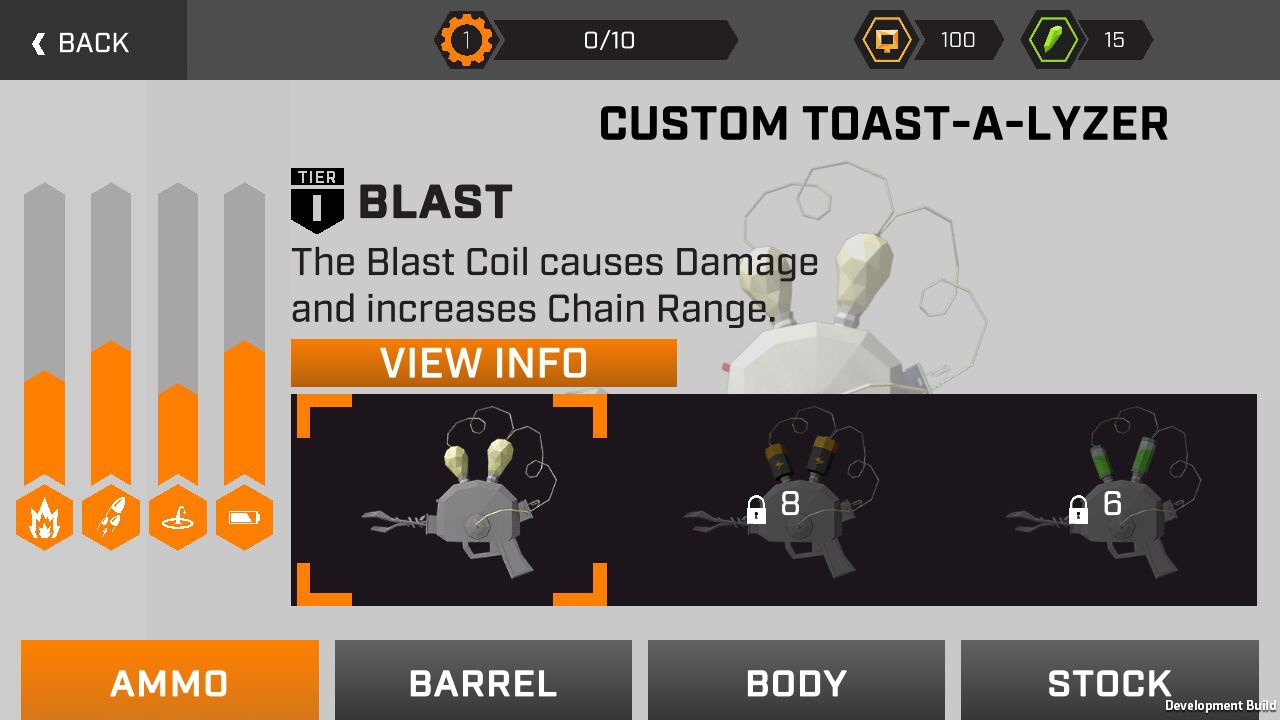 BACK
1
0/10
100
15
CUSTOM TOAST-A-LYZER
TIER
I
BLAST
The Blast Coil causes Damage
and increases Chain Range.
VIEW INFO
8
6
AMMO
BARREL
BODY
STOCK
Development Build